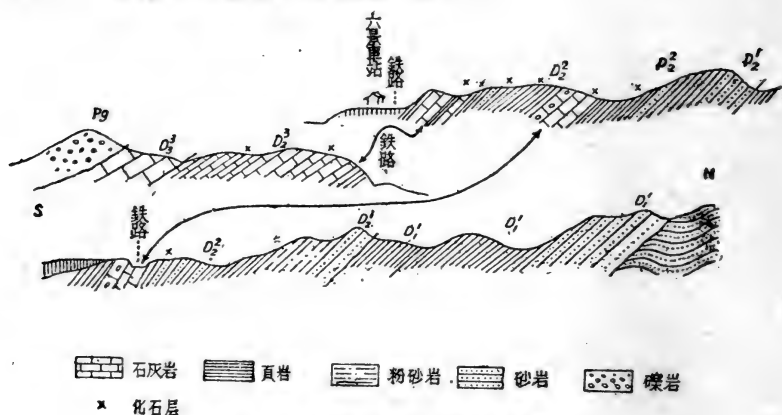 六景車站
鉄路
Pg
D₃³
D₂³
鉄路
D₂²
D₂²
D₂¹
S
N
鉄路
D₂²
D₂¹
D₁¹
D₁¹
D₁¹
石灰岩
頁岩
粉砂岩
砂岩
礫岩
× 化石层